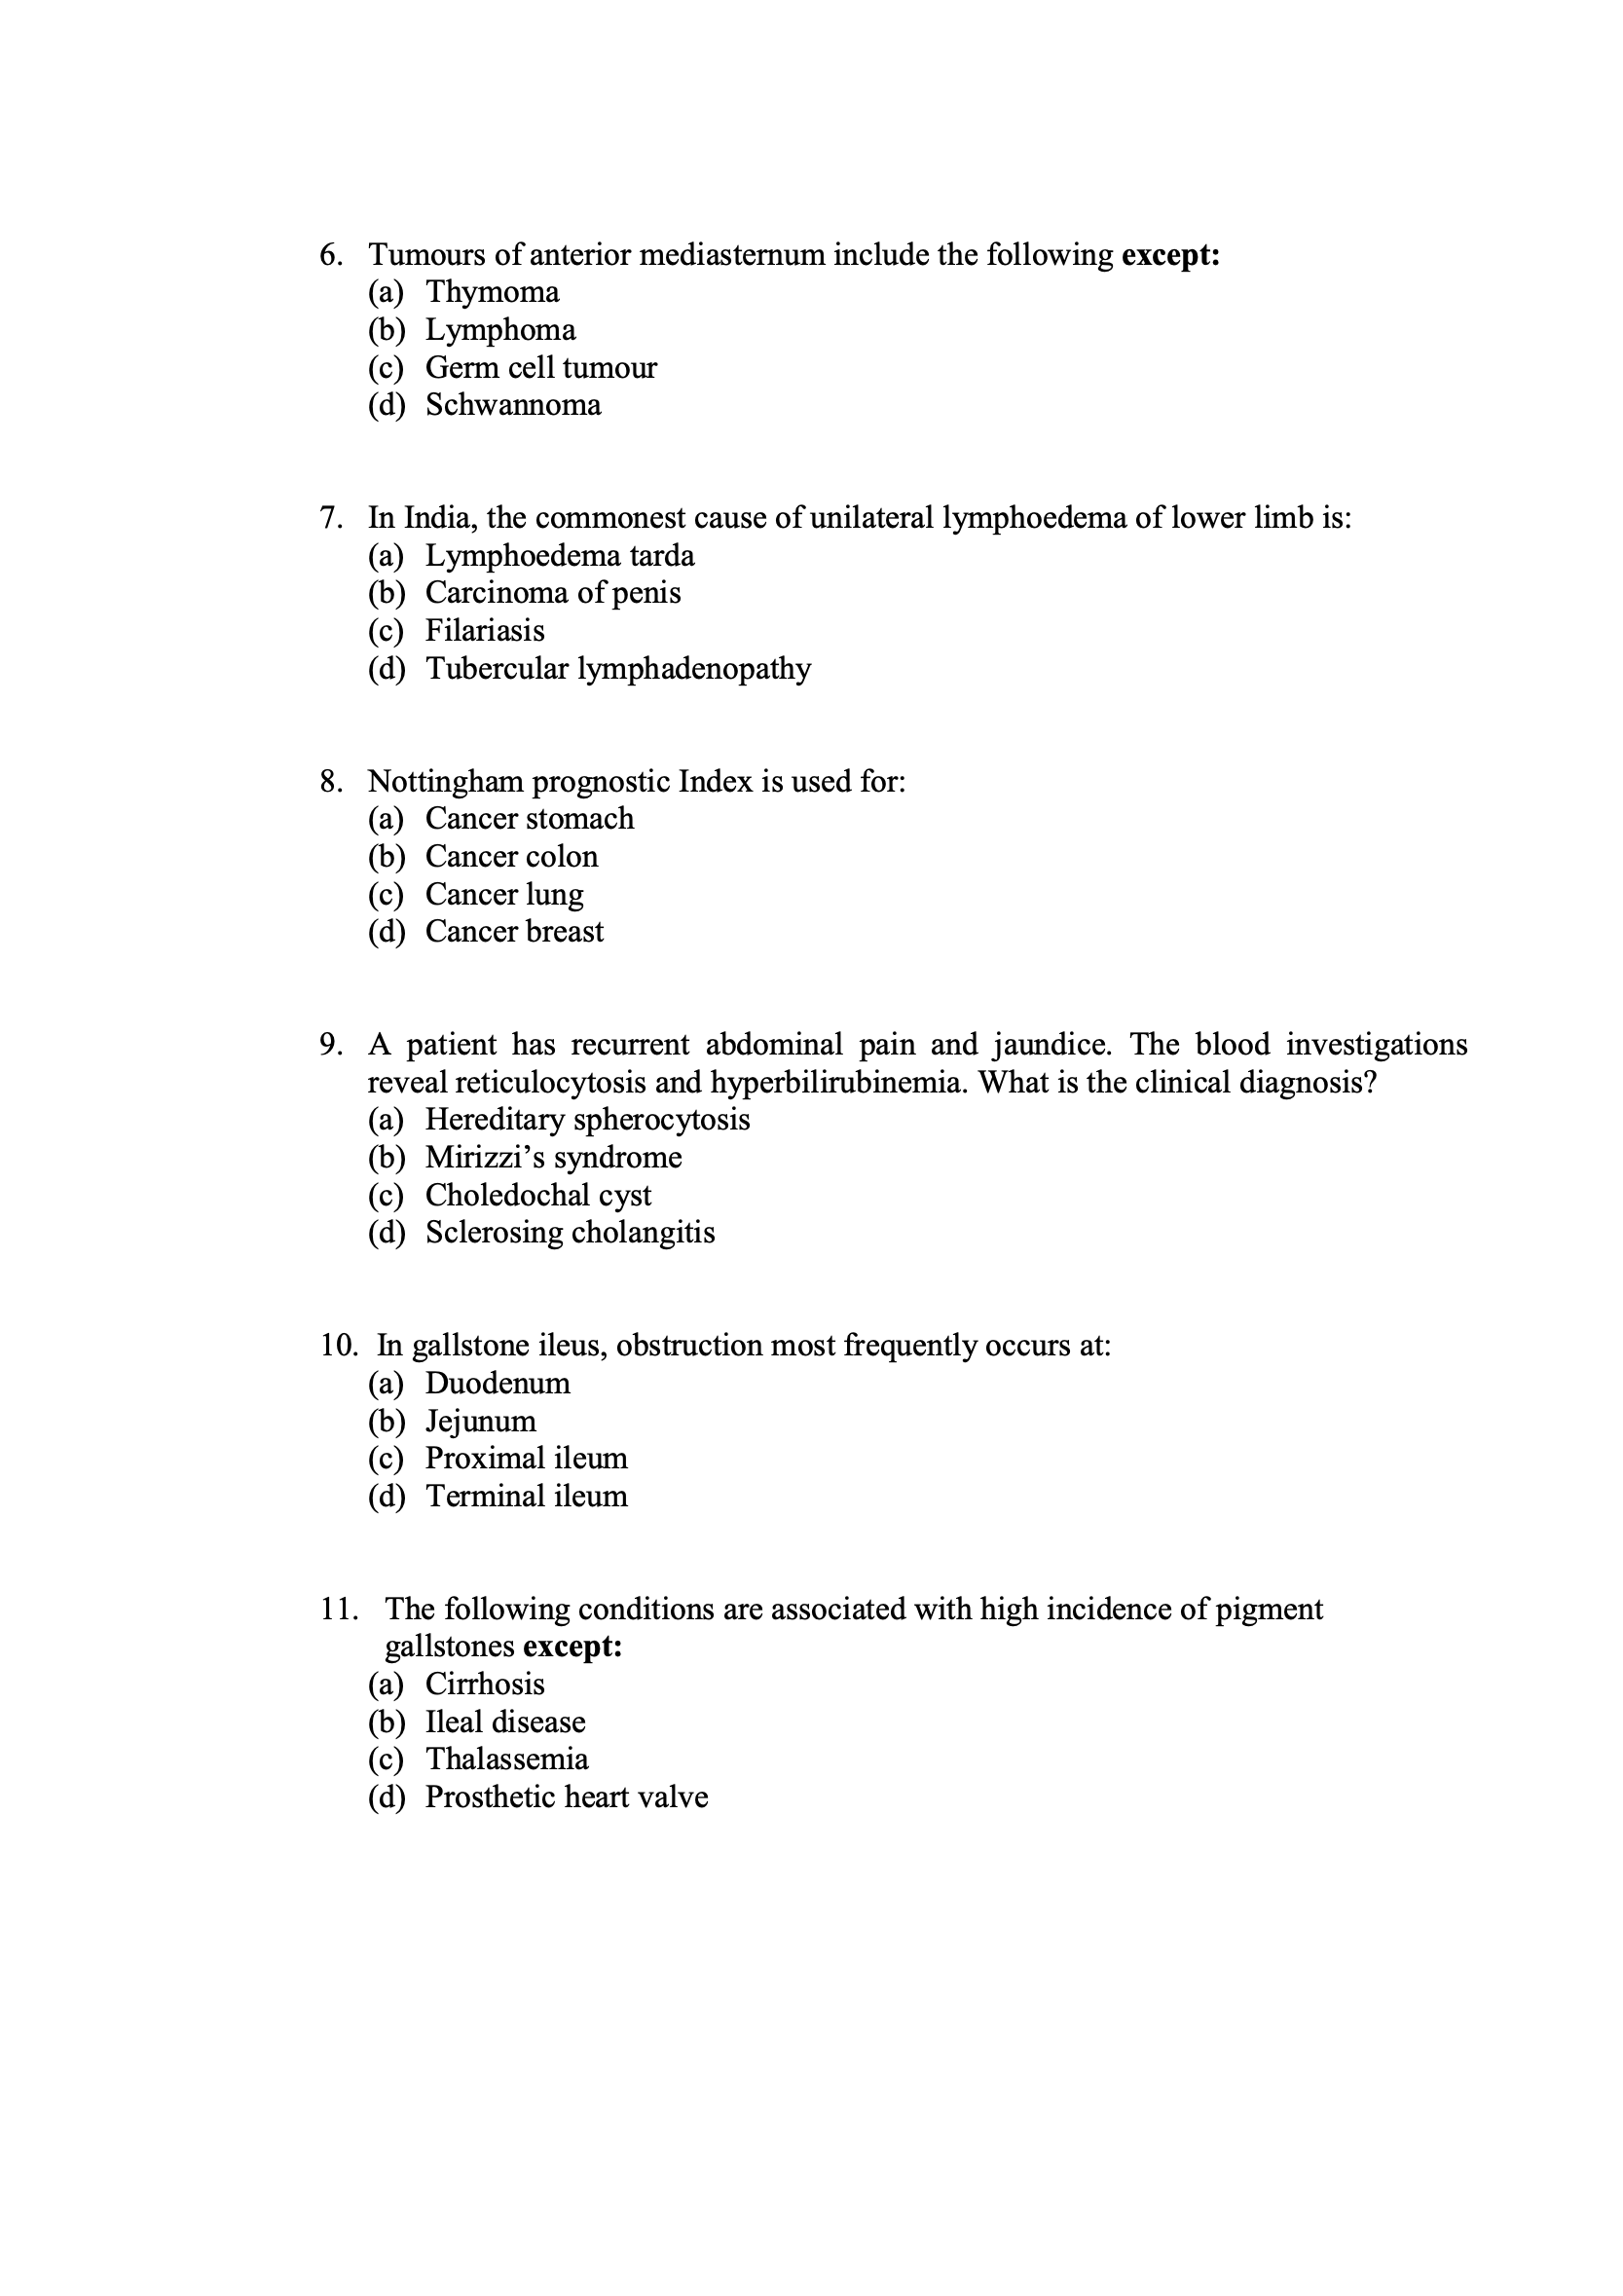 6. Tumours of anterior mediasternum include the following except:
(a) Thymoma
(b) Lymphoma
(c) Germ cell tumour
(d) Schwannoma
7. In India, the commonest cause of unilateral lymphoedema of lower limb is:
(a) Lymphoedema tarda
(b) Carcinoma of penis
(c) Filariasis
(d) Tubercular lymphadenopathy
8. Nottingham prognostic Index is used for:
(a) Cancer stomach
(b) Cancer colon
(c) Cancer lung
(d) Cancer breast
9. A patient has recurrent abdominal pain and jaundice. The blood investigations
reveal reticulocytosis and hyperbilirubinemia. What is the clinical diagnosis?
(a) Hereditary spherocytosis
(b) Mirizzi’s syndrome
(c) Choledochal cyst
(d) Sclerosing cholangitis
10. In gallstone ileus, obstruction most frequently occurs at:
(a) Duodenum
(b) Jejunum
(c) Proximal ileum
(d) Terminal ileum
11. The following conditions are associated with high incidence of pigment
gallstones except:
(a) Cirrhosis
(b) Ileal disease
(c) Thalassemia
(d) Prosthetic heart valve